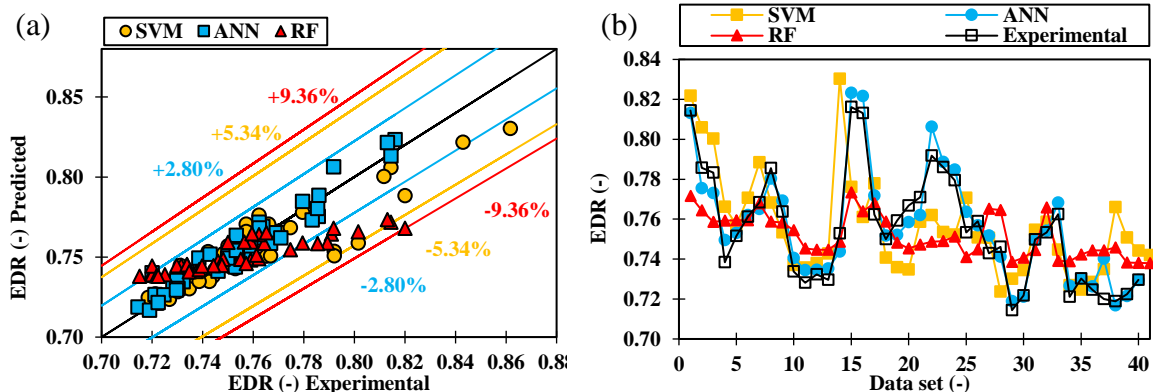 (a)
SVM ANN RF
EDR (-) Predicted
0.85
0.80
0.75
0.70
+9.36%
+5.34%
+2.80%
-9.36%
-5.34%
-2.80%
0.70 0.72 0.74 0.76 0.78 0.80 0.82 0.84 0.86 0.88
EDR (-) Experimental
(b)
SVM ANN
RF Experimental
EDR (-)
0.84
0.82
0.80
0.78
0.76
0.74
0.72
0.70
0 5 10 15 20 25 30 35 40
Data set (-)